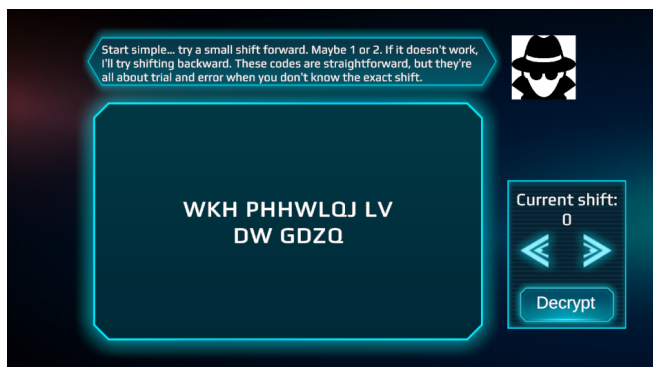 Start simple... try a small shift forward. Maybe 1 or 2. If it doesn't work,
I'll try shifting backward. These codes are straightforward, but they're
all about trial and error when you don't know the exact shift.
WKH PHHWLQJ LV
DW GDZQ
Current shift:
0
Decrypt